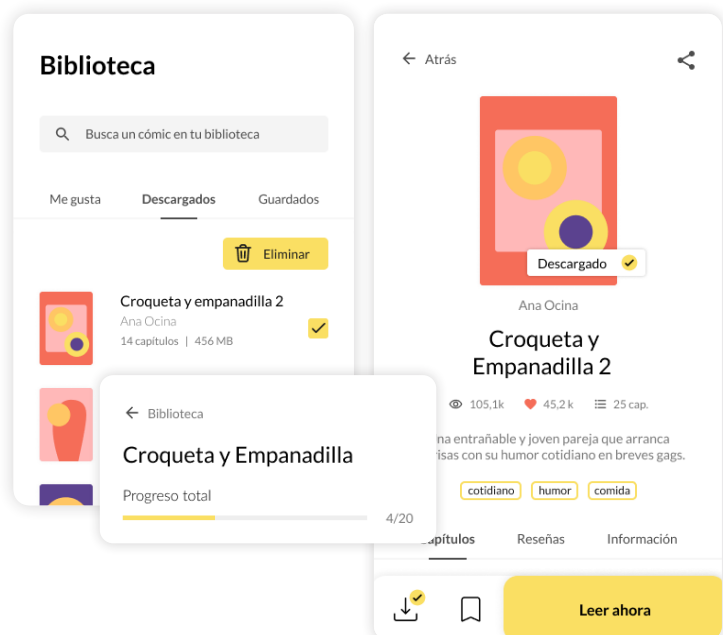 Biblioteca
Busca un cómic en tu biblioteca
Me gusta
Descargados
Guardados
Eliminar
Croqueta y empanadilla 2
Ana Ocina
14 capítulos | 456 MB
Biblioteca
Croqueta y Empanadilla
Progreso total
4/20
Atrás
Descargado
Ana Ocina
Croqueta y
Empanadilla 2
105,1k
45,2 k
25 cap.
entrañable y joven pareja que arranca
con su humor cotidiano en breves gags.
cotidiano
humor
comida
Reseñas
Información
Leer ahora